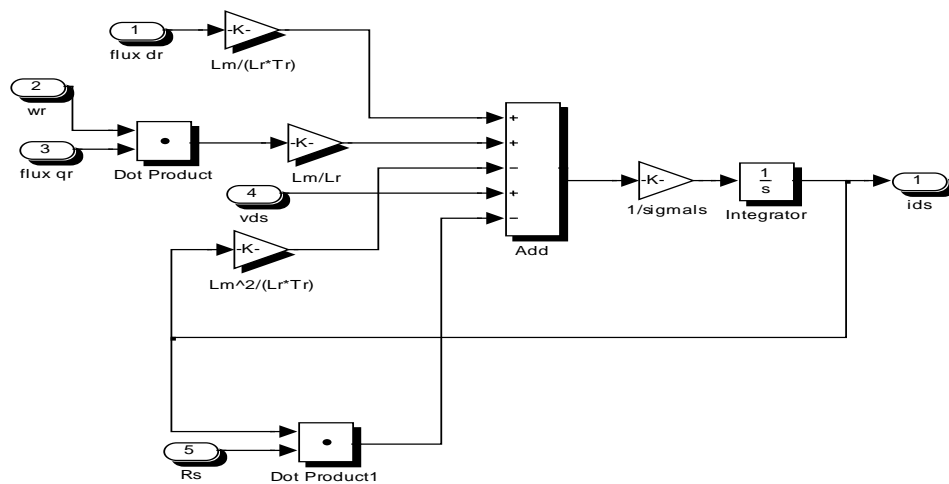 1
-K-
flux dr
Lm/(Lr*Tr)
2
wr
3
flux qr
Dot Product
-K-
Lm/Lr
4
vds
-K-
Lm^2/(Lr*Tr)
+
+
−
+
−
Add
-K-
1/sigmals
1
s
Integrator
1
ids
5
Rs
Dot Product1